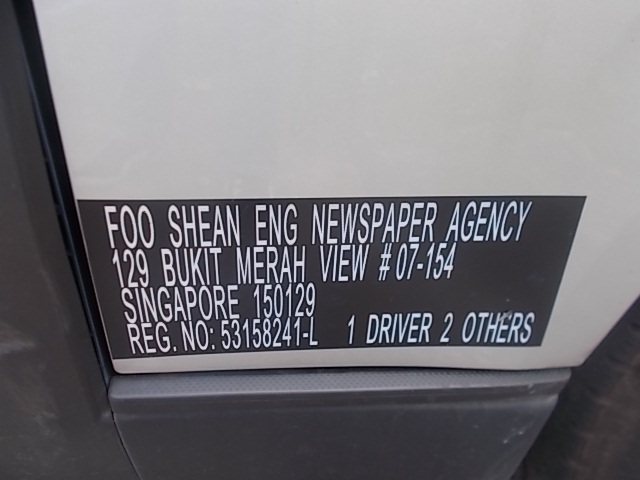 FOO SHEAN ENG NEWSPAPER AGENCY
129 BUKIT MERAH VIEW # 07-154
SINGAPORE 150129
REG. NO: 53158241-L 1 DRIVER 2 OTHERS